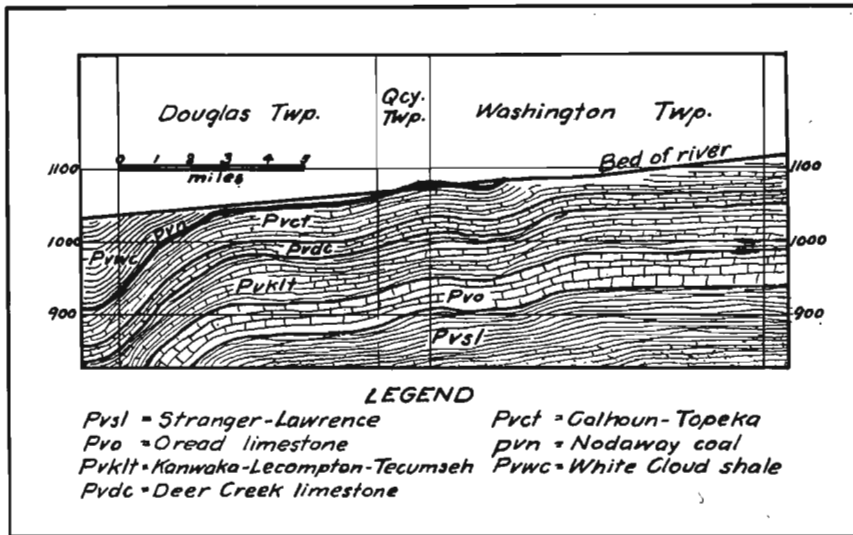 Douglas Twp.
Qcy. Twp.
Washington Twp.
0 1 2 3 4 5
miles
Bed of river
1100 1100
1000 1000
900 900
Pvwc
pvn
Pvct
Pvdc
Pvklt
Pvo
Pvsl
LEGEND
Pvsl = Stranger-Lawrence
Pvo = Oread limestone
Pvklt = Kanwaka-Lecompton-Tecumseh
Pvdc = Deer Creek limestone
Pvct = Calhoun-Topeka
pvn = Nodaway coal
Pvwc = White Cloud shale